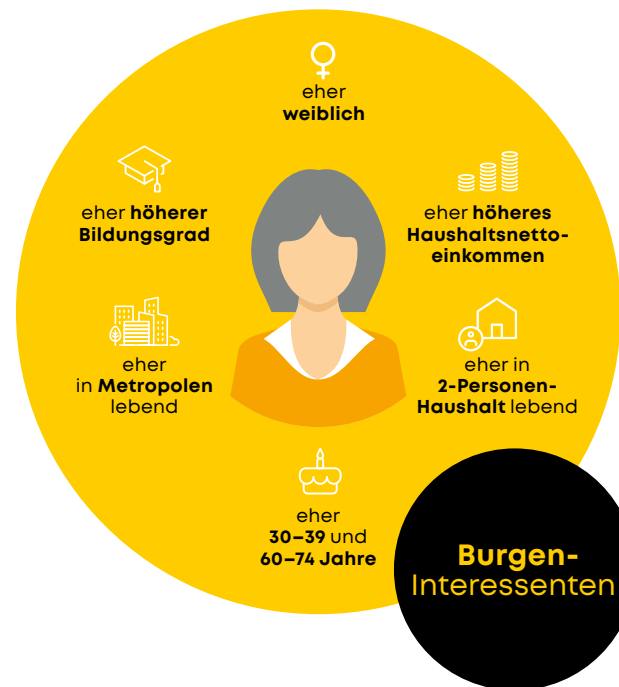 eher
weiblich
eher höherer
Bildungsgrad
eher höheres
Haushaltsnetto-
einkommen
eher
in Metropolen
lebend
eher in
2-Personen-
Haushalt lebend
eher
30–39 und
60–74 Jahre
Burgen-
Interessenten